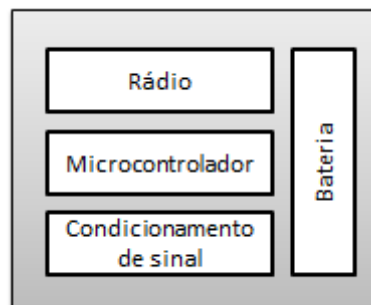 Rádio
Microcontrolador
Condicionamento
de sinal
Bateria